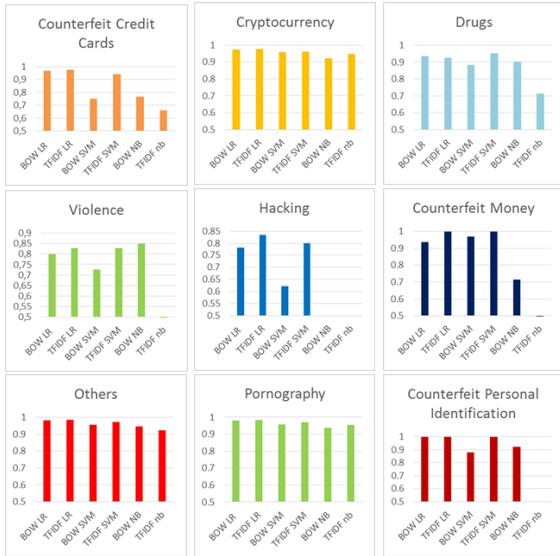 Counterfeit Credit
Cards
1
0,9
0,8
0,7
0,6
0,5
BOW LR
TFIDF LR
BOW SVM
TFIDF SVM
BOW NB
TFIDF nb
Cryptocurrency
1
0.9
0.8
0.7
0.6
0.5
BOW LR
TFIDF LR
BOW SVM
TFIDF SVM
BOW NB
TFIDF nb
Drugs
1
0.9
0.8
0.7
0.6
0.5
BOW LR
TFIDF LR
BOW SVM
TFIDF SVM
BOW NB
TFIDF nb
Violence
0,9
0,85
0,8
0,75
0,7
0,65
0,6
0,55
0,5
BOW LR
TFIDF LR
BOW SVM
TFIDF SVM
BOW NB
TFIDF nb
Hacking
0.85
0.8
0.75
0.7
0.65
0.6
0.55
0.5
BOW LR
TFIDF LR
BOW SVM
TFIDF SVM
BOW NB
TFIDF nb
Counterfeit Money
1
0.9
0.8
0.7
0.6
0.5
BOW LR
TFIDF LR
BOW SVM
TFIDF SVM
BOW NB
TFIDF nb
Others
1
0.9
0.8
0.7
0.6
0.5
BOW LR
TFIDF LR
BOW SVM
TFIDF SVM
BOW NB
TFIDF nb
Pornography
1
0.9
0.8
0.7
0.6
0.5
BOW LR
TFIDF LR
BOW SVM
TFIDF SVM
BOW NB
TFIDF nb
Counterfeit Personal
Identification
1
0.9
0.8
0.7
0.6
0.5
BOW LR
TFIDF LR
BOW SVM
TFIDF SVM
BOW NB
TFIDF nb